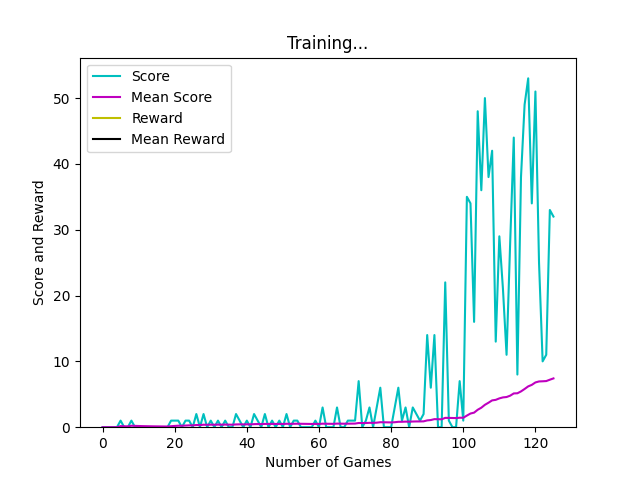 Training...
Score
Mean Score
Reward
Mean Reward
50
40
30
20
10
0
Score and Reward
0 20 40 60 80 100 120
Number of Games